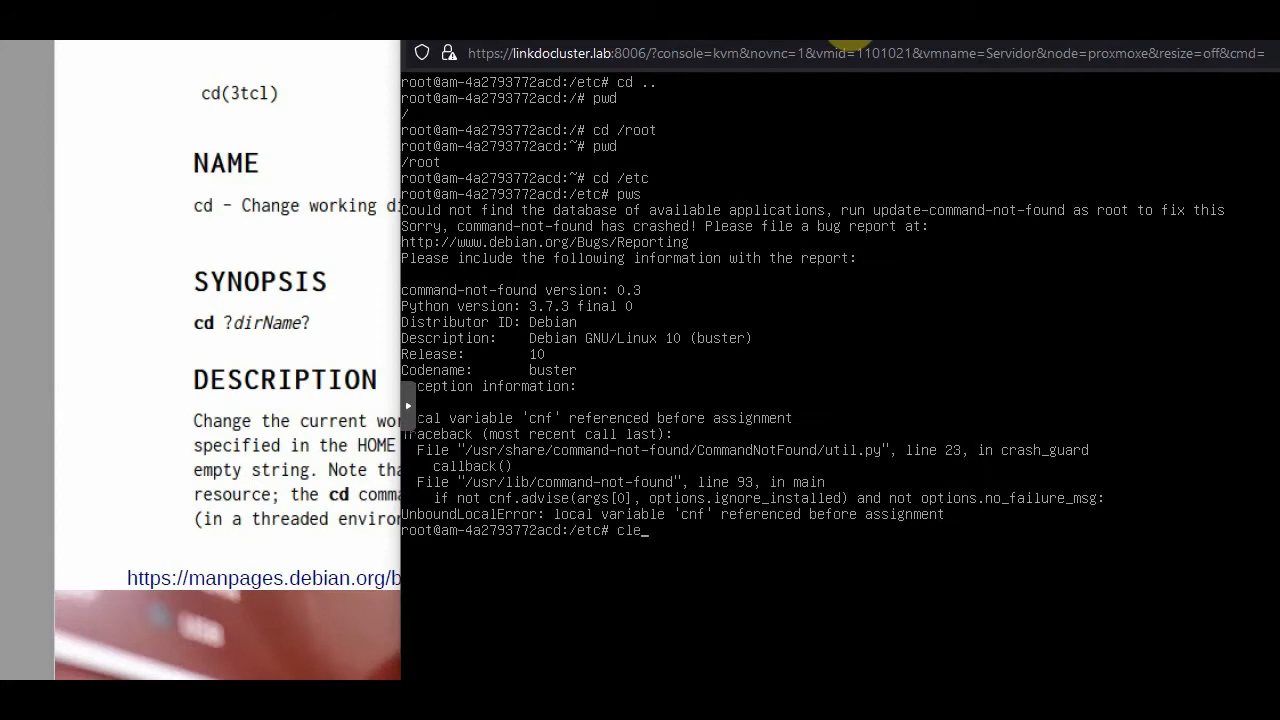 cd(3tcl)
NAME
cd - Change working di
SYNOPSIS
cd ?dirName?
DESCRIPTION
Change the current wor
specified in the HOME
empty string. Note tha
resource; the cd comma
(in a threaded environ
https://manpages.debian.org/b
https://linkdocluster.lab:8006/?console=kvm&novnc=1&vmid=1101021&vmname=Servidor&node=proxmoxe&resize=off&cmd=
root@am-4a2793772acd:/etc# cd ..
root@am-4a2793772acd:/# pwd
/
root@am-4a2793772acd:/# cd /root
root@am-4a2793772acd:~# pwd
/root
root@am-4a2793772acd:~# cd /etc
root@am-4a2793772acd:/etc# pws
Could not find the database of available applications, run update-command-not-found as root to fix this
Sorry, command-not-found has crashed! Please file a bug report at:
http://www.debian.org/Bugs/Reporting
Please include the following information with the report:
command-not-found version: 0.3
Python version: 3.7.3 final 0
Distributor ID: Debian
Description: Debian GNU/Linux 10 (buster)
Release: 10
Codename: buster
ception information:
cal variable 'cnf' referenced before assignment
Traceback (most recent call last):
File "/usr/share/command-not-found/CommandNotFound/util.py", line 23, in crash_guard
callback()
File "/usr/lib/command-not-found", line 93, in main
if not cnf.advise(args[0], options.ignore_installed) and not options.no_failure_msg:
UnboundLocalError: local variable 'cnf' referenced before assignment
root@am-4a2793772acd:/etc# cle_